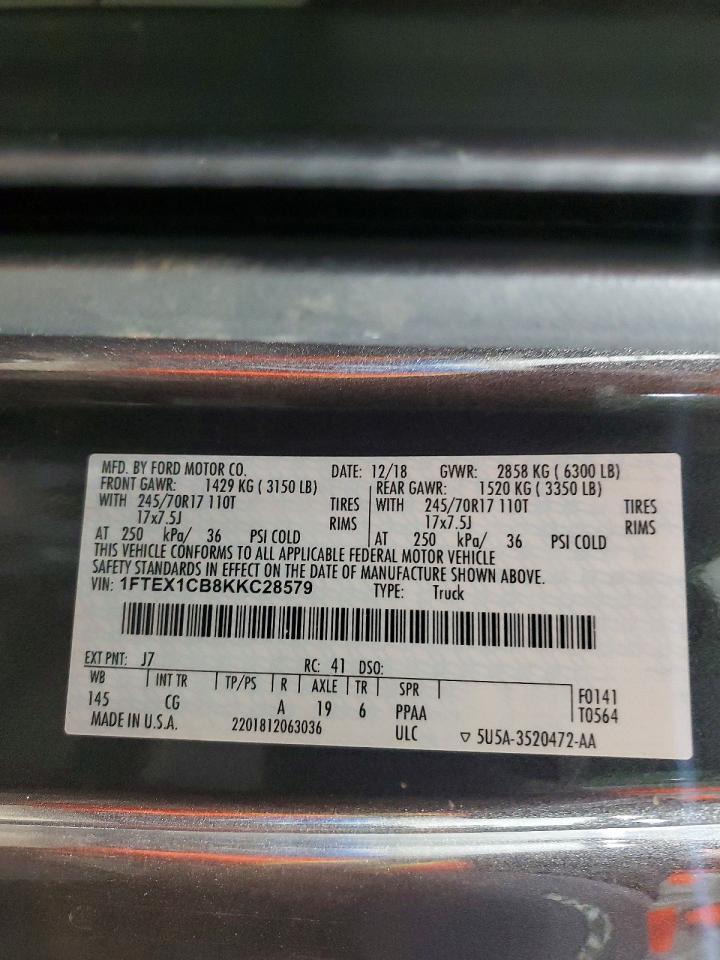 MFD. BY FORD MOTOR CO. DATE: 12/18 GVWR: 2858 KG ( 6300 LB)
FRONT GAWR: 1429 KG ( 3150 LB) REAR GAWR: 1520 KG ( 3350 LB)
WITH 245/70R17 110T TIRES WITH 245/70R17 110T TIRES
17x7.5J RIMS 17x7.5J RIMS
AT 250 kPa/ 36 PSI COLD AT 250 kPa/ 36 PSI COLD
THIS VEHICLE CONFORMS TO ALL APPLICABLE FEDERAL MOTOR VEHICLE
SAFETY STANDARDS IN EFFECT ON THE DATE OF MANUFACTURE SHOWN ABOVE.
VIN: 1FTEX1CB8KKC28579 TYPE: Truck
EXT PNT: J7 RC: 41 DSO:
WB INT TR TP/PS R AXLE TR SPR F0141
145 CG A 19 6 PPAA T0564
MADE IN U.S.A. 2201812063036 ULC ▽ 5U5A-3520472-AA